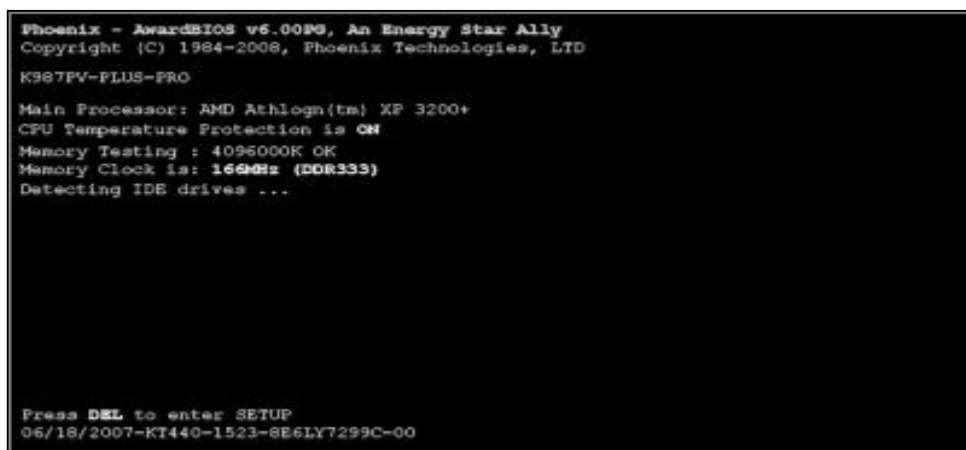 Phoenix - AwardBIOS v6.00PG, An Energy Star Ally
Copyright (C) 1984-2008, Phoenix Technologies, LTD
K987PV-PLUS-PRO
Main Processor: AMD Athlogn(tm) XP 3200+
CPU Temperature Protection is ON
Memory Testing : 4096000K OK
Memory Clock is: 166MHz (DDR333)
Detecting IDE drives ...
Press DEL to enter SETUP
06/18/2007-KT440-1523-8E6LY7299C-00